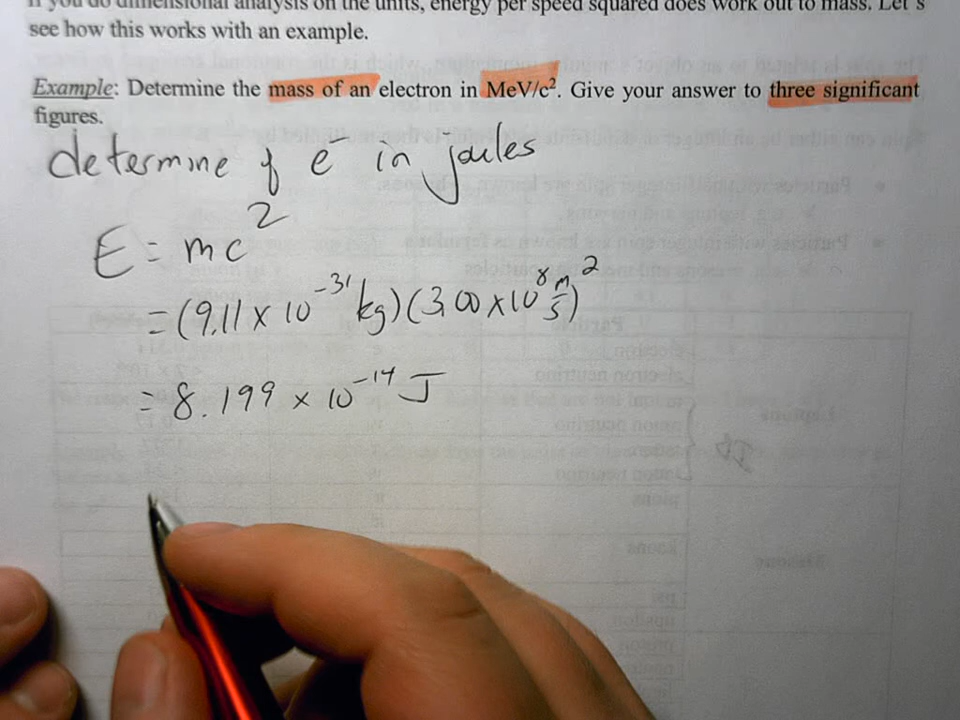 If you do dimensional analysis on the units, energy per speed squared does work out to mass. Let's
see how this works with an example.
Example: Determine the mass of an electron in MeV/c². Give your answer to three significant
figures.
determine of e⁻ in joules
E = mc²
= (9.11 × 10⁻³¹ kg)(3.00 × 10⁸ m/s)²
= 8.199 × 10⁻¹⁴ J